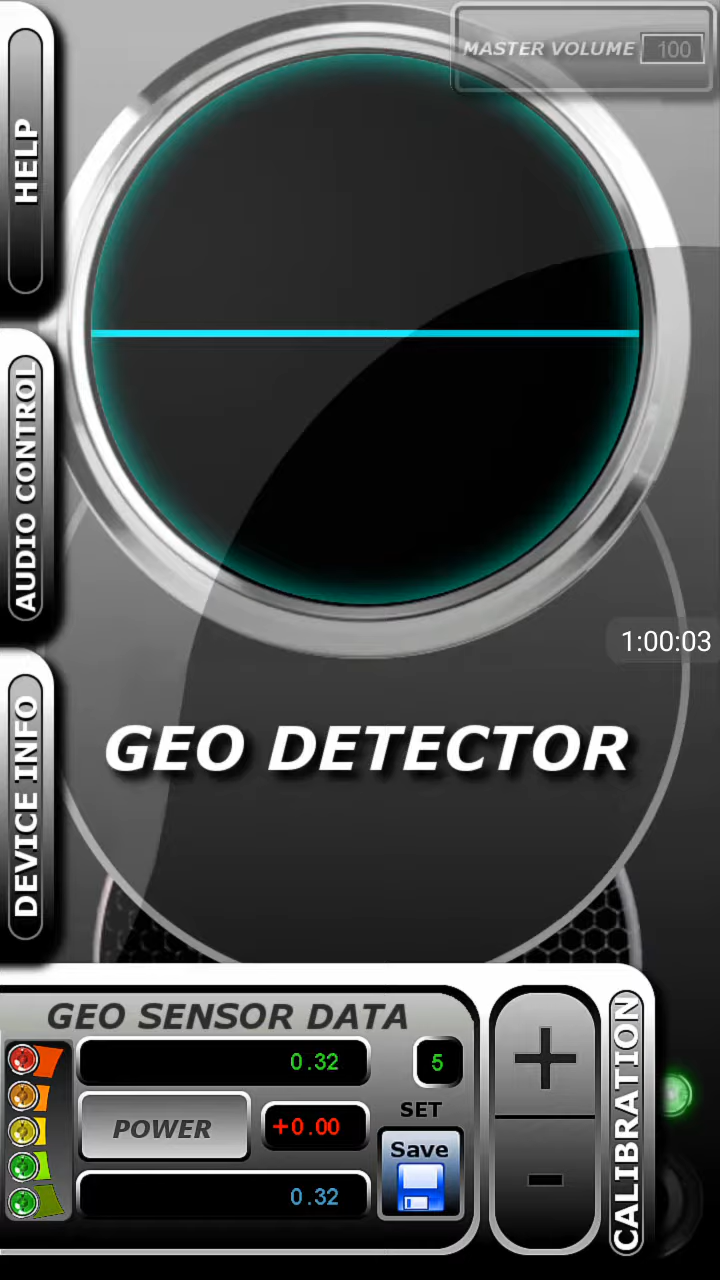 MASTER VOLUME 100
HELP
AUDIO CONTROL
1:00:03
DEVICE INFO
GEO DETECTOR
GEO SENSOR DATA
0.32
5
SET
POWER
+0.00
Save
0.32
+
-
CALIBRATION